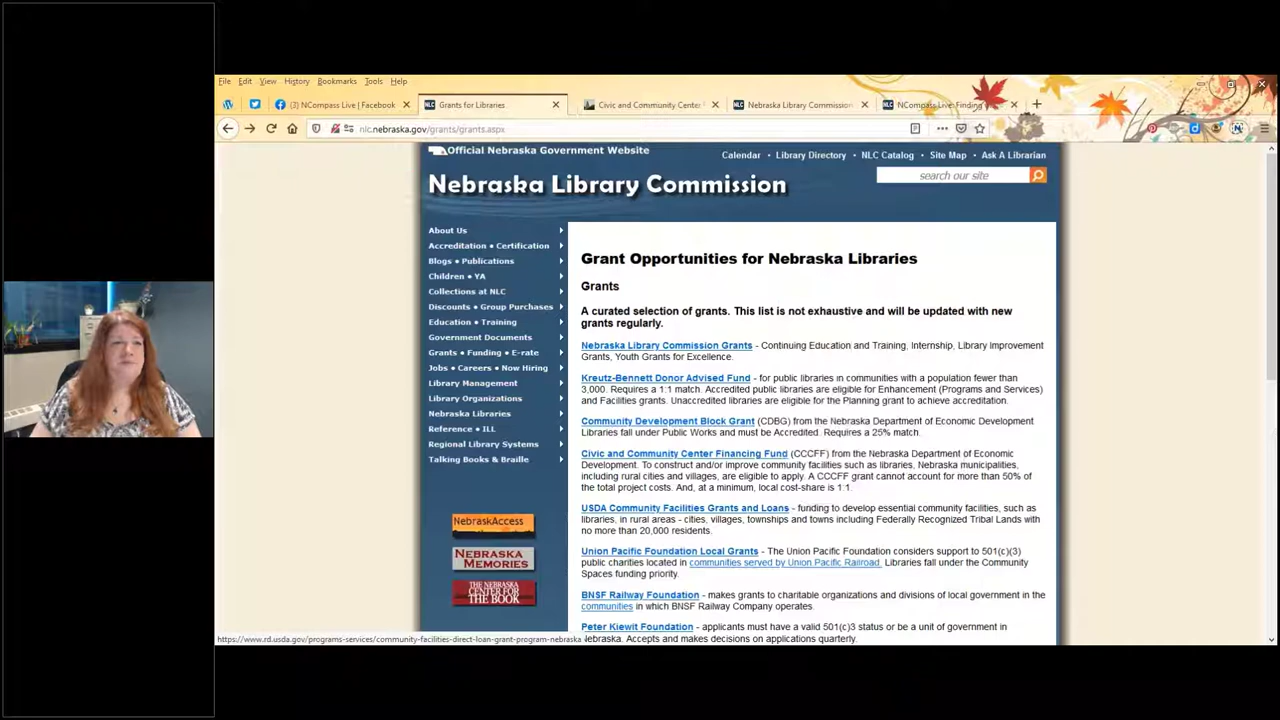 File Edit View History Bookmarks Tools Help
(3) NCompass Live | Facebook
Grants for Libraries
Civic and Community Center
Nebraska Library Commission
NCompass Live: Finding
nlc.nebraska.gov/grants/grants.aspx
Official Nebraska Government Website
Calendar • Library Directory • NLC Catalog • Site Map • Ask A Librarian
Nebraska Library Commission
search our site
About Us
Accreditation • Certification
Blogs • Publications
Children • YA
Collections at NLC
Discounts • Group Purchases
Education • Training
Government Documents
Grants • Funding • E-rate
Jobs • Careers • Now Hiring
Library Management
Library Organizations
Nebraska Libraries
Reference • ILL
Regional Library Systems
Talking Books & Braille
NebraskAccess
NEBRASKA
MEMORIES
THE NEBRASKA
CENTER FOR
THE BOOK
Grant Opportunities for Nebraska Libraries
Grants
A curated selection of grants. This list is not exhaustive and will be updated with new
grants regularly.
Nebraska Library Commission Grants - Continuing Education and Training, Internship, Library Improvement
Grants, Youth Grants for Excellence.
Kreutz-Bennett Donor Advised Fund - for public libraries in communities with a population fewer than
3,000. Requires a 1:1 match. Accredited public libraries are eligible for Enhancement (Programs and Services)
and Facilities grants. Unaccredited libraries are eligible for the Planning grant to achieve accreditation.
Community Development Block Grant (CDBG) from the Nebraska Department of Economic Development
Libraries fall under Public Works and must be Accredited. Requires a 25% match.
Civic and Community Center Financing Fund (CCCFF) from the Nebraska Department of Economic
Development. To construct and/or improve community facilities such as libraries, Nebraska municipalities,
including rural cities and villages, are eligible to apply. A CCCFF grant cannot account for more than 50% of
the total project costs. And, at a minimum, local cost-share is 1:1.
USDA Community Facilities Grants and Loans - funding to develop essential community facilities, such as
libraries, in rural areas - cities, villages, townships and towns including Federally Recognized Tribal Lands with
no more than 20,000 residents.
Union Pacific Foundation Local Grants - The Union Pacific Foundation considers support to 501(c)(3)
public charities located in communities served by Union Pacific Railroad. Libraries fall under the Community
Spaces funding priority.
BNSF Railway Foundation - makes grants to charitable organizations and divisions of local government in the
communities in which BNSF Railway Company operates.
Peter Kiewit Foundation - applicants must have a valid 501(c)3 status or be a unit of government in
Nebraska. Accepts and makes decisions on applications quarterly.
https://www.rd.usda.gov/programs-services/community-facilities-direct-loan-grant-program-nebraska